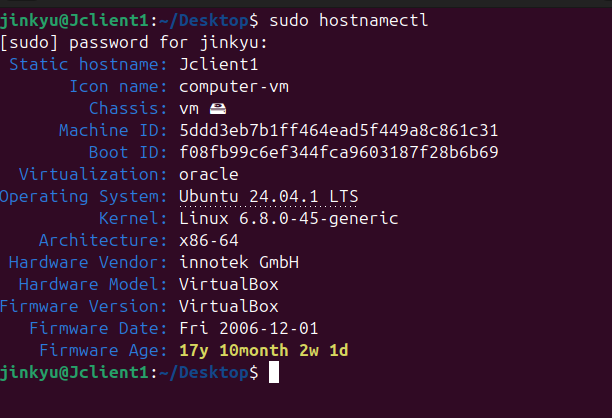 jinkyu@Jclient1:~/Desktop$ sudo hostnamectl
[sudo] password for jinkyu:
Static hostname: Jclient1
Icon name: computer-vm
Chassis: vm 🖴
Machine ID: 5ddd3eb7b1ff464ead5f449a8c861c31
Boot ID: f08fb99c6ef344fca9603187f28b6b69
Virtualization: oracle
Operating System: Ubuntu 24.04.1 LTS
Kernel: Linux 6.8.0-45-generic
Architecture: x86-64
Hardware Vendor: innotek GmbH
Hardware Model: VirtualBox
Firmware Version: VirtualBox
Firmware Date: Fri 2006-12-01
Firmware Age: 17y 10month 2w 1d
jinkyu@Jclient1:~/Desktop$